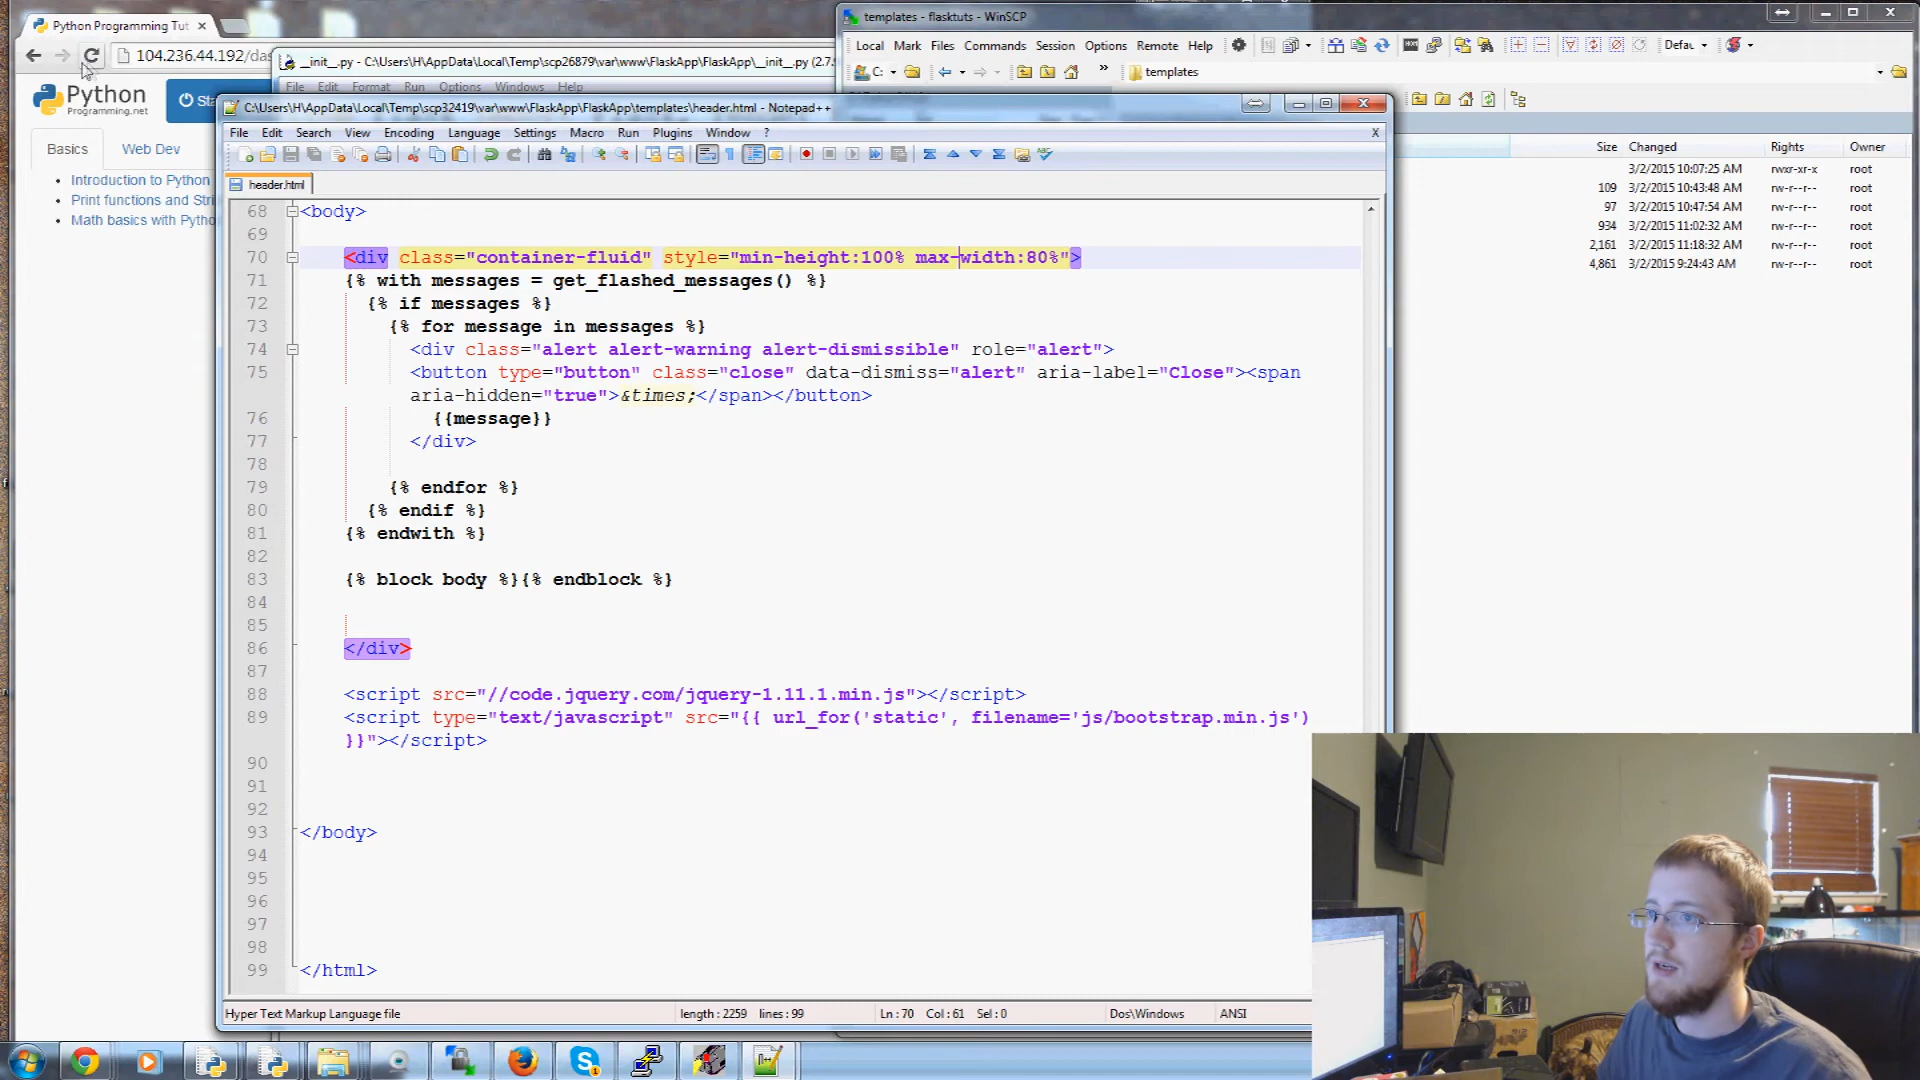 Python Programming Tut
templates - flasktuts - WinSCP
104.236.44.192/das
__init__.py - C:\Users\H\AppData\Local\Temp\scp26879\var\www\FlaskApp\FlaskApp\__init__.py (2.7.9
Local Mark Files Commands Session Options Remote Help
Defau
C: templates
File Edit Format Run Options Windows Help
Python
Programming.net
Sta
C:\Users\H\AppData\Local\Temp\scp32419\var\www\FlaskApp\FlaskApp\templates\header.html - Notepad++
File Edit Search View Encoding Language Settings Macro Run Plugins Window ? X
Basics Web Dev
Introduction to Python
Print functions and Stri
Math basics with Pytho
header.html
Size Changed Rights Owner
3/2/2015 10:07:25 AM rwxr-xr-x root
109 3/2/2015 10:43:48 AM rw-r--r-- root
97 3/2/2015 10:47:54 AM rw-r--r-- root
934 3/2/2015 11:02:32 AM rw-r--r-- root
2,161 3/2/2015 11:18:32 AM rw-r--r-- root
4,861 3/2/2015 9:24:43 AM rw-r--r-- root
68 <body>
69
70 <div class="container-fluid" style="min-height:100% max-width:80%">
71 {% with messages = get_flashed_messages() %}
72 {% if messages %}
73 {% for message in messages %}
74 <div class="alert alert-warning alert-dismissible" role="alert">
75 <button type="button" class="close" data-dismiss="alert" aria-label="Close"><span
aria-hidden="true">&times;</span></button>
76 {{message}}
77 </div>
78
79 {% endfor %}
80 {% endif %}
81 {% endwith %}
82
83 {% block body %}{% endblock %}
84
85
86 </div>
87
88 <script src="//code.jquery.com/jquery-1.11.1.min.js"></script>
89 <script type="text/javascript" src="{{ url_for('static', filename='js/bootstrap.min.js')
}}"></script>
90
91
92
93 </body>
94
95
96
97
98
99 </html>
Hyper Text Markup Language file length : 2259 lines : 99 Ln : 70 Col : 61 Sel : 0 Dos\Windows ANSI